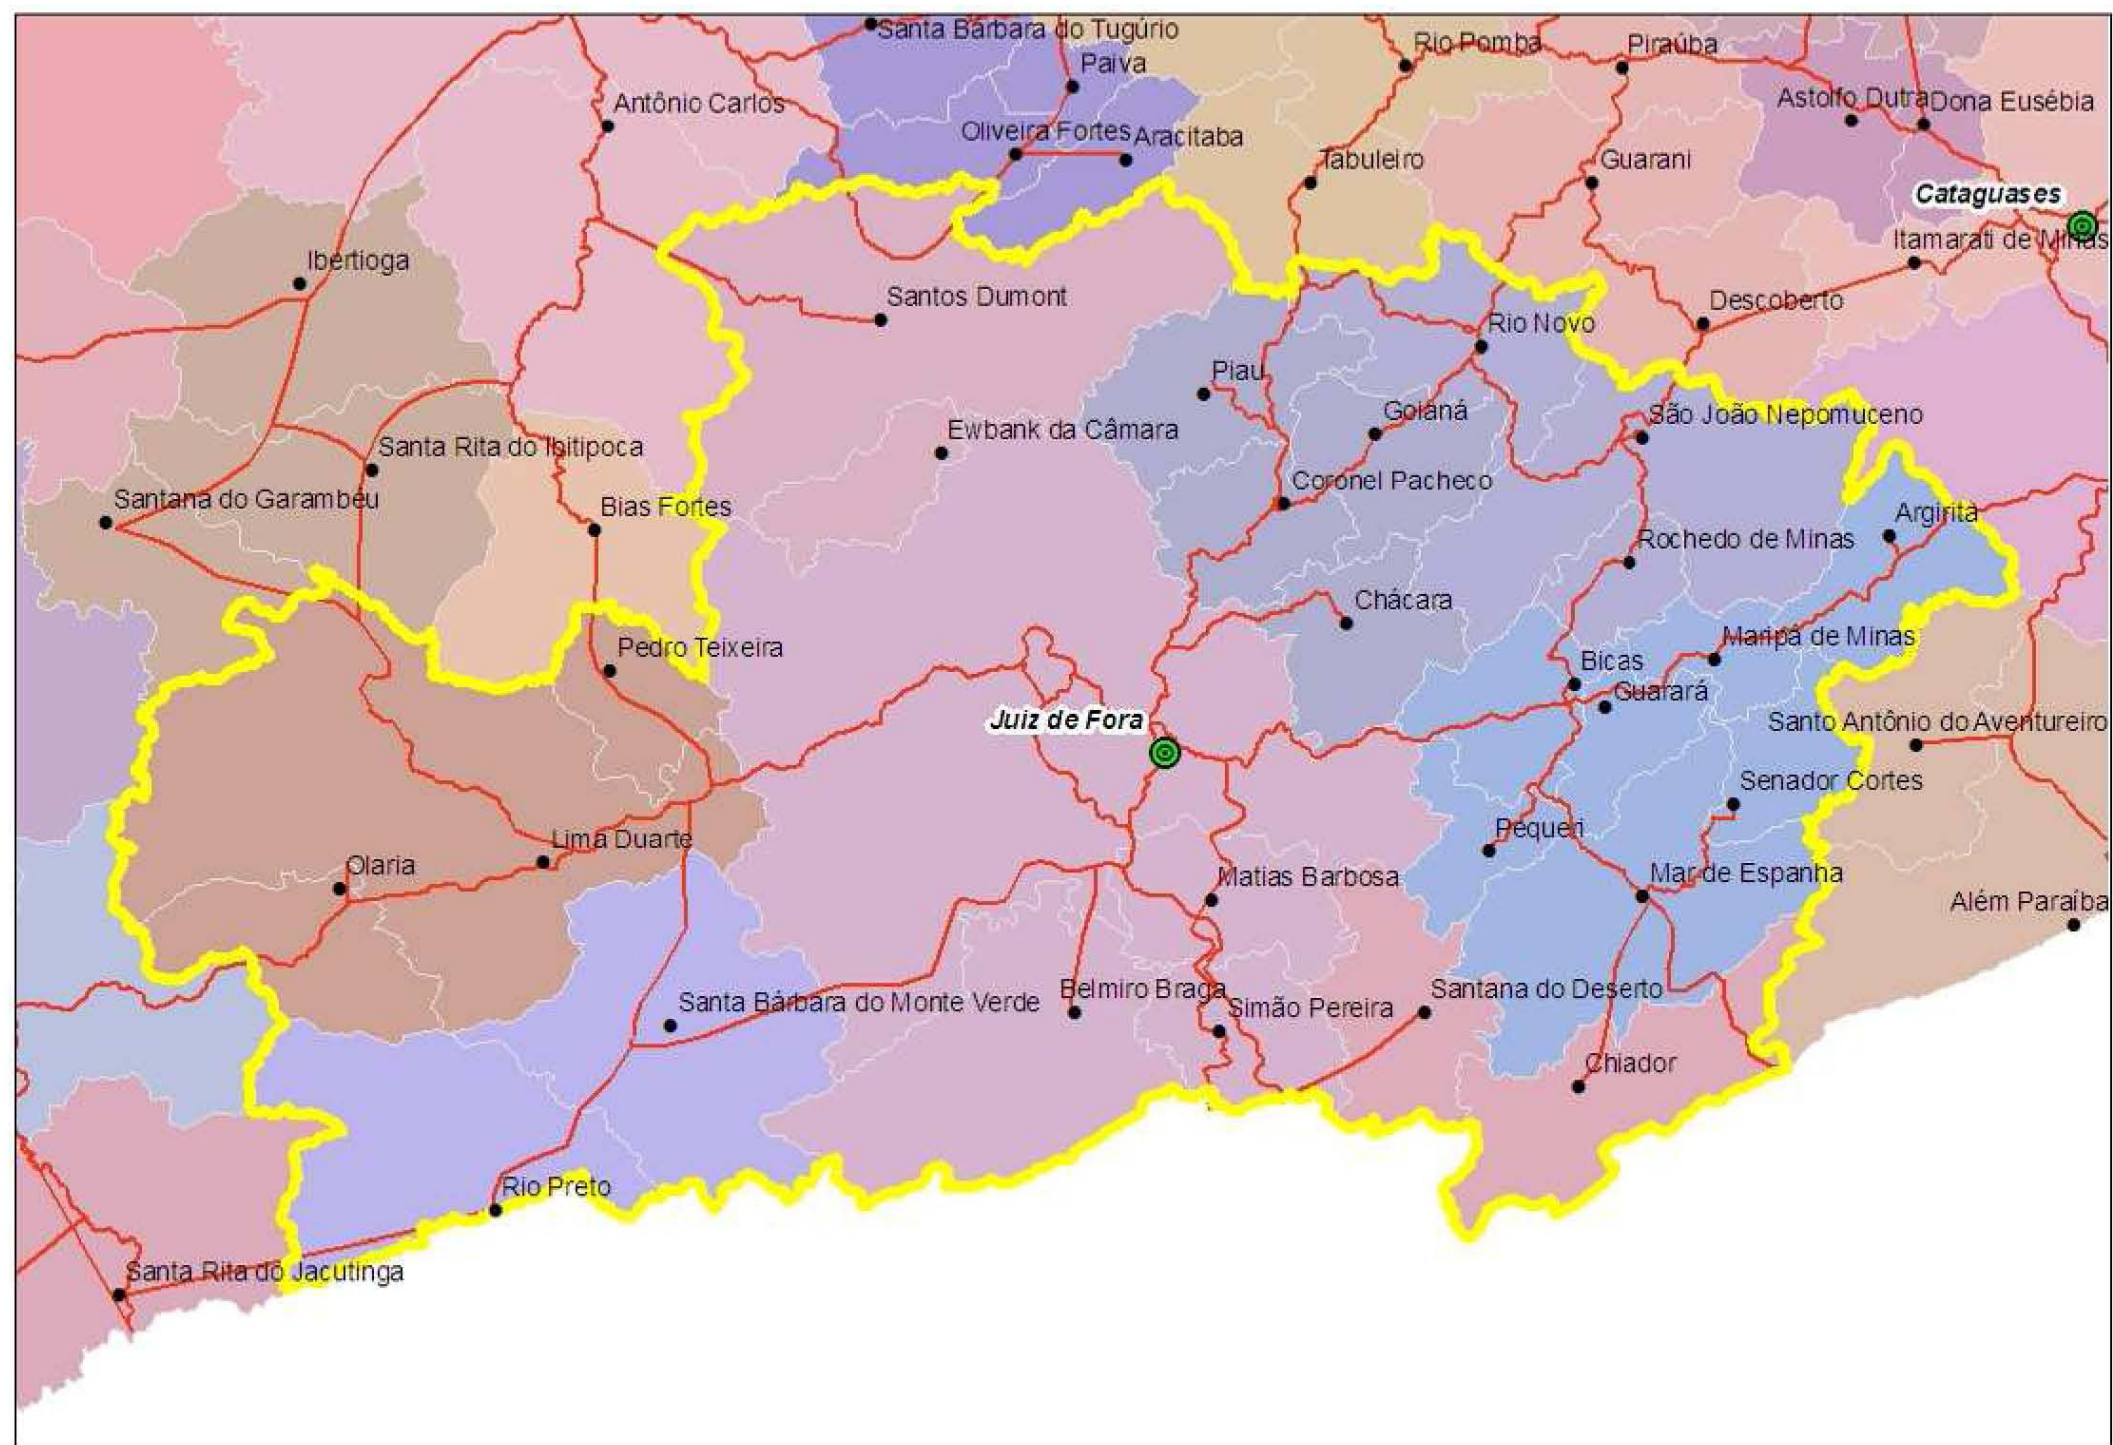 Santa Bárbara do Tugúrio
Rio Pomba
Piraúba
Paiva
Antônio Carlos
Astolfo Dutra
Dona Eusébia
Oliveira Fortes
Aracitaba
Tabuleiro
Guarani
Cataguases
Itamarati de Minas
Ibertioga
Santos Dumont
Descoberto
Rio Novo
Piau
Goianá
São João Nepomuceno
Ewbank da Câmara
Santa Rita do Ibitipoca
Coronel Pacheco
Santana do Garambéu
Bias Fortes
Argirita
Rochedo de Minas
Chácara
Maripá de Minas
Pedro Teixeira
Bicas
Guarará
Juiz de Fora
Santo Antônio do Aventureiro
Senador Cortes
Pequeri
Lima Duarte
Olaria
Matias Barbosa
Mar de Espanha
Além Paraíba
Belmiro Braga
Santana do Deserto
Santa Bárbara do Monte Verde
Simão Pereira
Chiador
Rio Preto
Santa Rita do Jacutinga